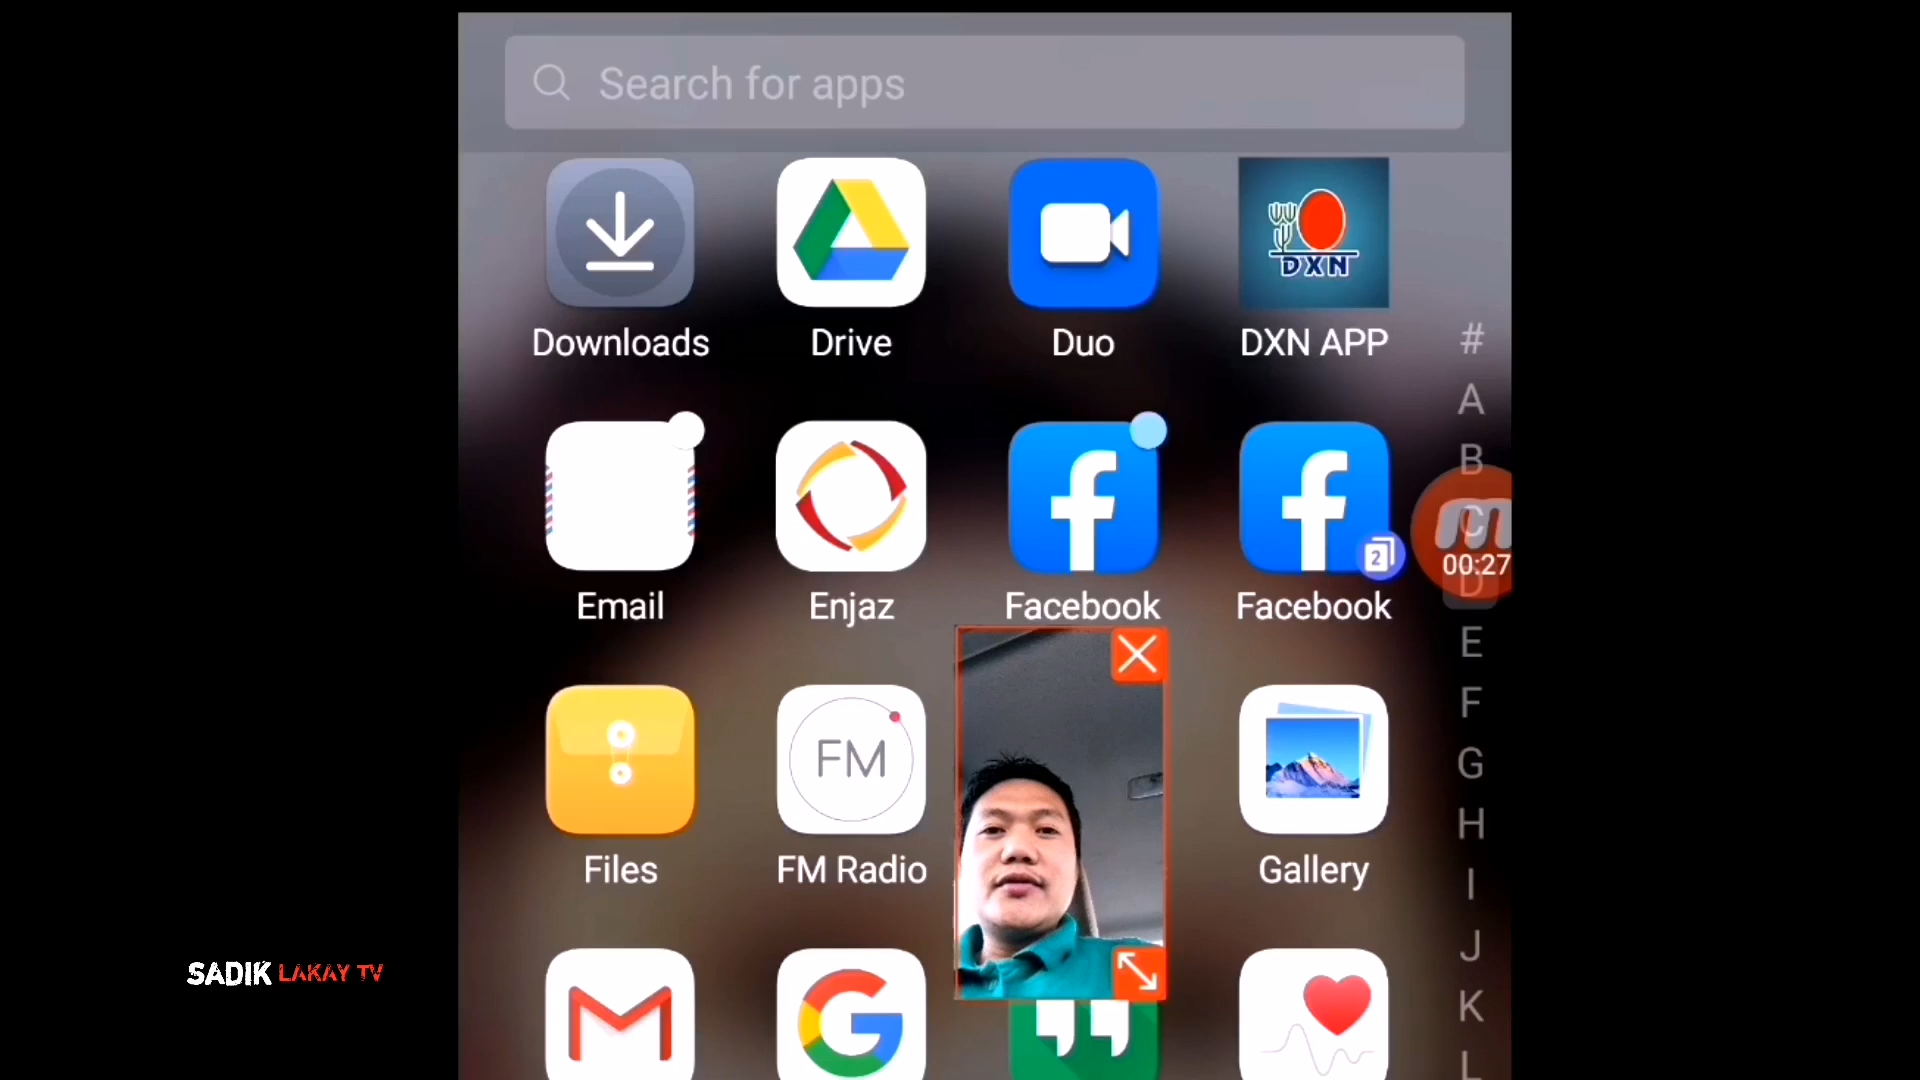 Search for apps
DXN
Downloads
Drive
Duo
DXN APP
#
A
B
C
2
00:27
D
Email
Enjaz
Facebook
Facebook
E
F
FM
G
H
Files
FM Radio
Gallery
I
J
SADIK LAKAY TV
K
L